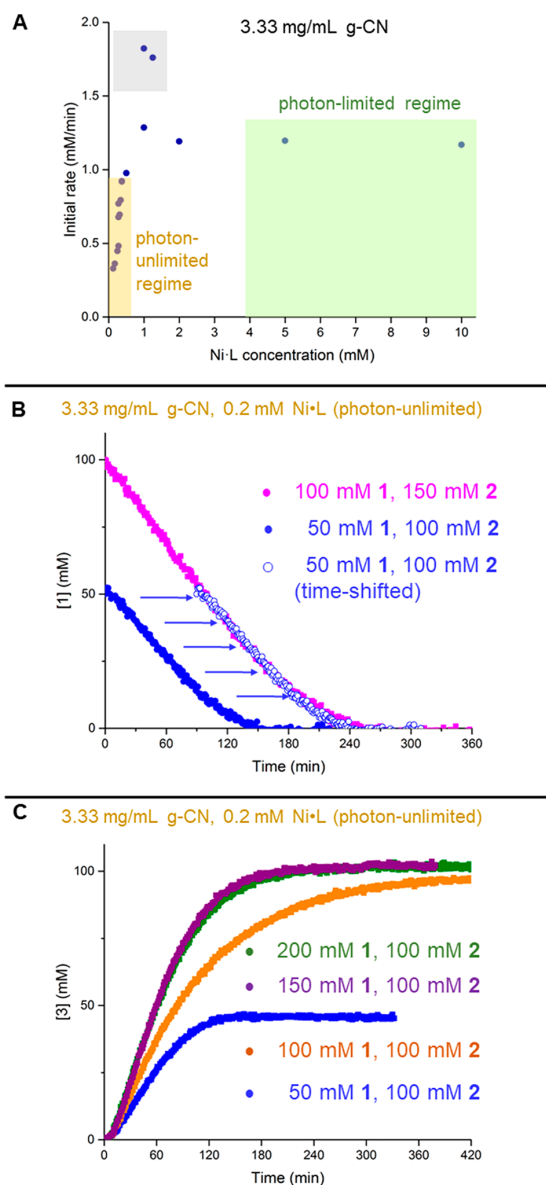 A
3.33 mg/mL g-CN
2.0
1.5
1.0
0.5
0.0
Initial rate (mM/min)
photon-limited regime
photon-
unlimited
regime
0 1 2 3 4 5 6 7 8 9 10
Ni·L concentration (mM)
B
3.33 mg/mL g-CN, 0.2 mM Ni•L (photon-unlimited)
100
50
0
[1] (mM)
100 mM 1, 150 mM 2
50 mM 1, 100 mM 2
50 mM 1, 100 mM 2
(time-shifted)
0 60 120 180 240 300 360
Time (min)
C
3.33 mg/mL g-CN, 0.2 mM Ni•L (photon-unlimited)
100
50
0
[3] (mM)
200 mM 1, 100 mM 2
150 mM 1, 100 mM 2
100 mM 1, 100 mM 2
50 mM 1, 100 mM 2
0 60 120 180 240 300 360 420
Time (min)